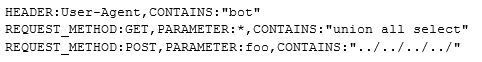 HEADER:User-Agent,CONTAINS:"bot"
REQUEST_METHOD:GET,PARAMETER:*,CONTAINS:"union all select"
REQUEST_METHOD:POST,PARAMETER:foo,CONTAINS:"../../../../"